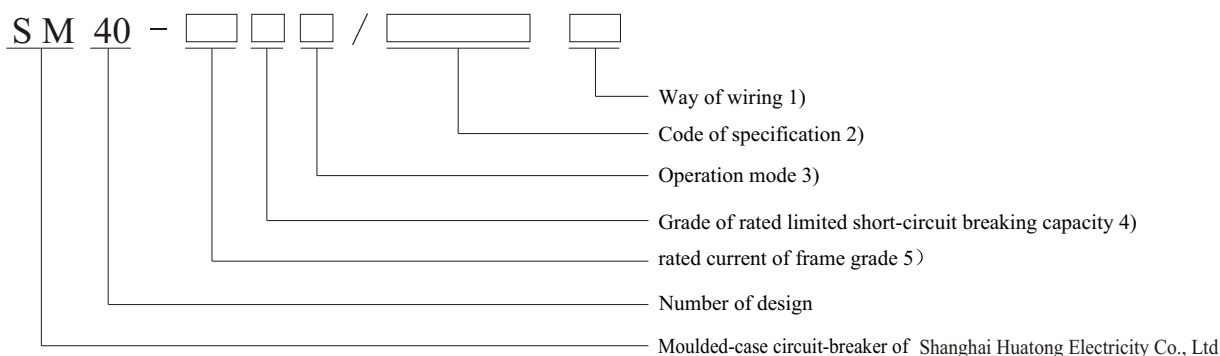 SM 40 - /
Way of wiring 1)
Code of specification 2)
Operation mode 3)
Grade of rated limited short-circuit breaking capacity 4)
rated current of frame grade 5）
Number of design
Moulded-case circuit-breaker of Shanghai Huatong Electricity Co., Ltd